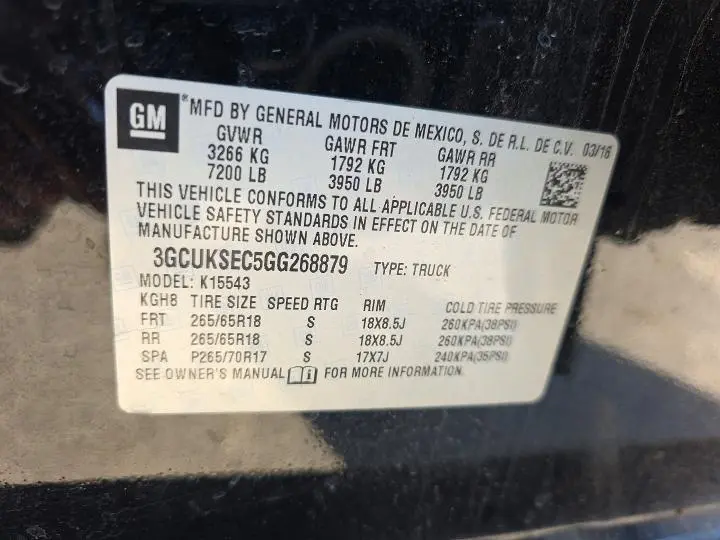 GM
®MFD BY GENERAL MOTORS DE MEXICO, S. DE R.L. DE C.V. 03/16
GVWR GAWR FRT GAWR RR
3266 KG 1792 KG 1792 KG
7200 LB 3950 LB 3950 LB
THIS VEHICLE CONFORMS TO ALL APPLICABLE U.S. FEDERAL MOTOR
VEHICLE SAFETY STANDARDS IN EFFECT ON THE DATE OF
MANUFACTURE SHOWN ABOVE.
3GCUKSEC5GG268879 TYPE: TRUCK
MODEL: K15543
KGH8 TIRE SIZE SPEED RTG RIM COLD TIRE PRESSURE
FRT 265/65R18 S 18X8.5J 260KPA(38PSI)
RR 265/65R18 S 18X8.5J 260KPA(38PSI)
SPA P265/70R17 S 17X7J 240KPA(35PSI)
SEE OWNER'S MANUAL FOR MORE INFORMATION.